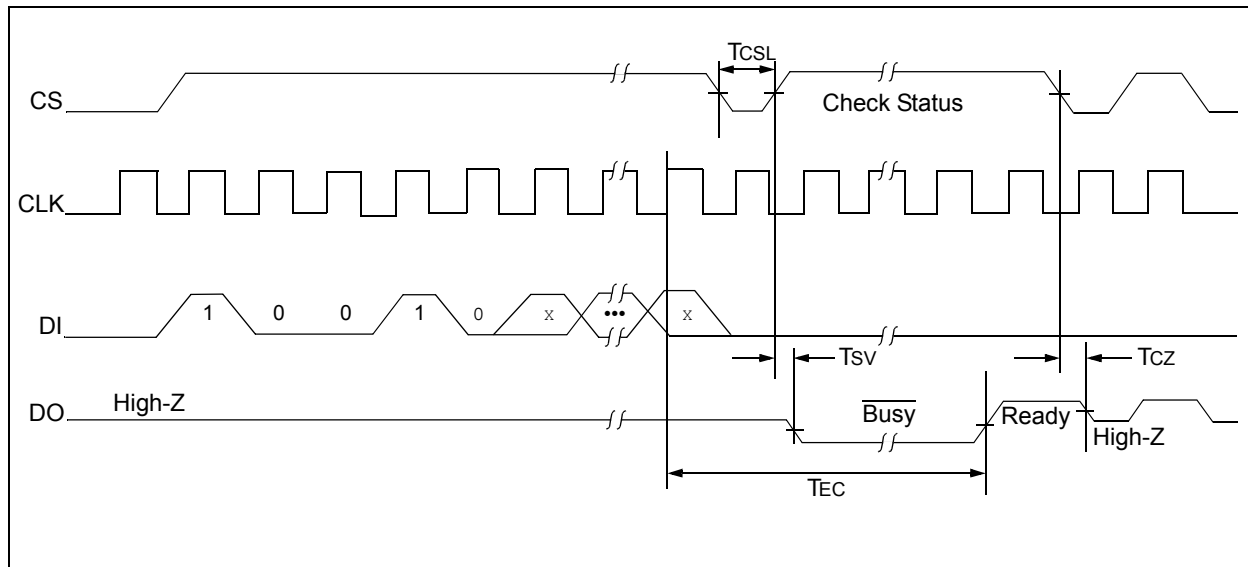 TCSL
CS
Check Status
CLK
DI
1 0 0 1 0 x ••• x
TSV
TCZ
DO
High-Z
Busy
Ready
High-Z
TEC